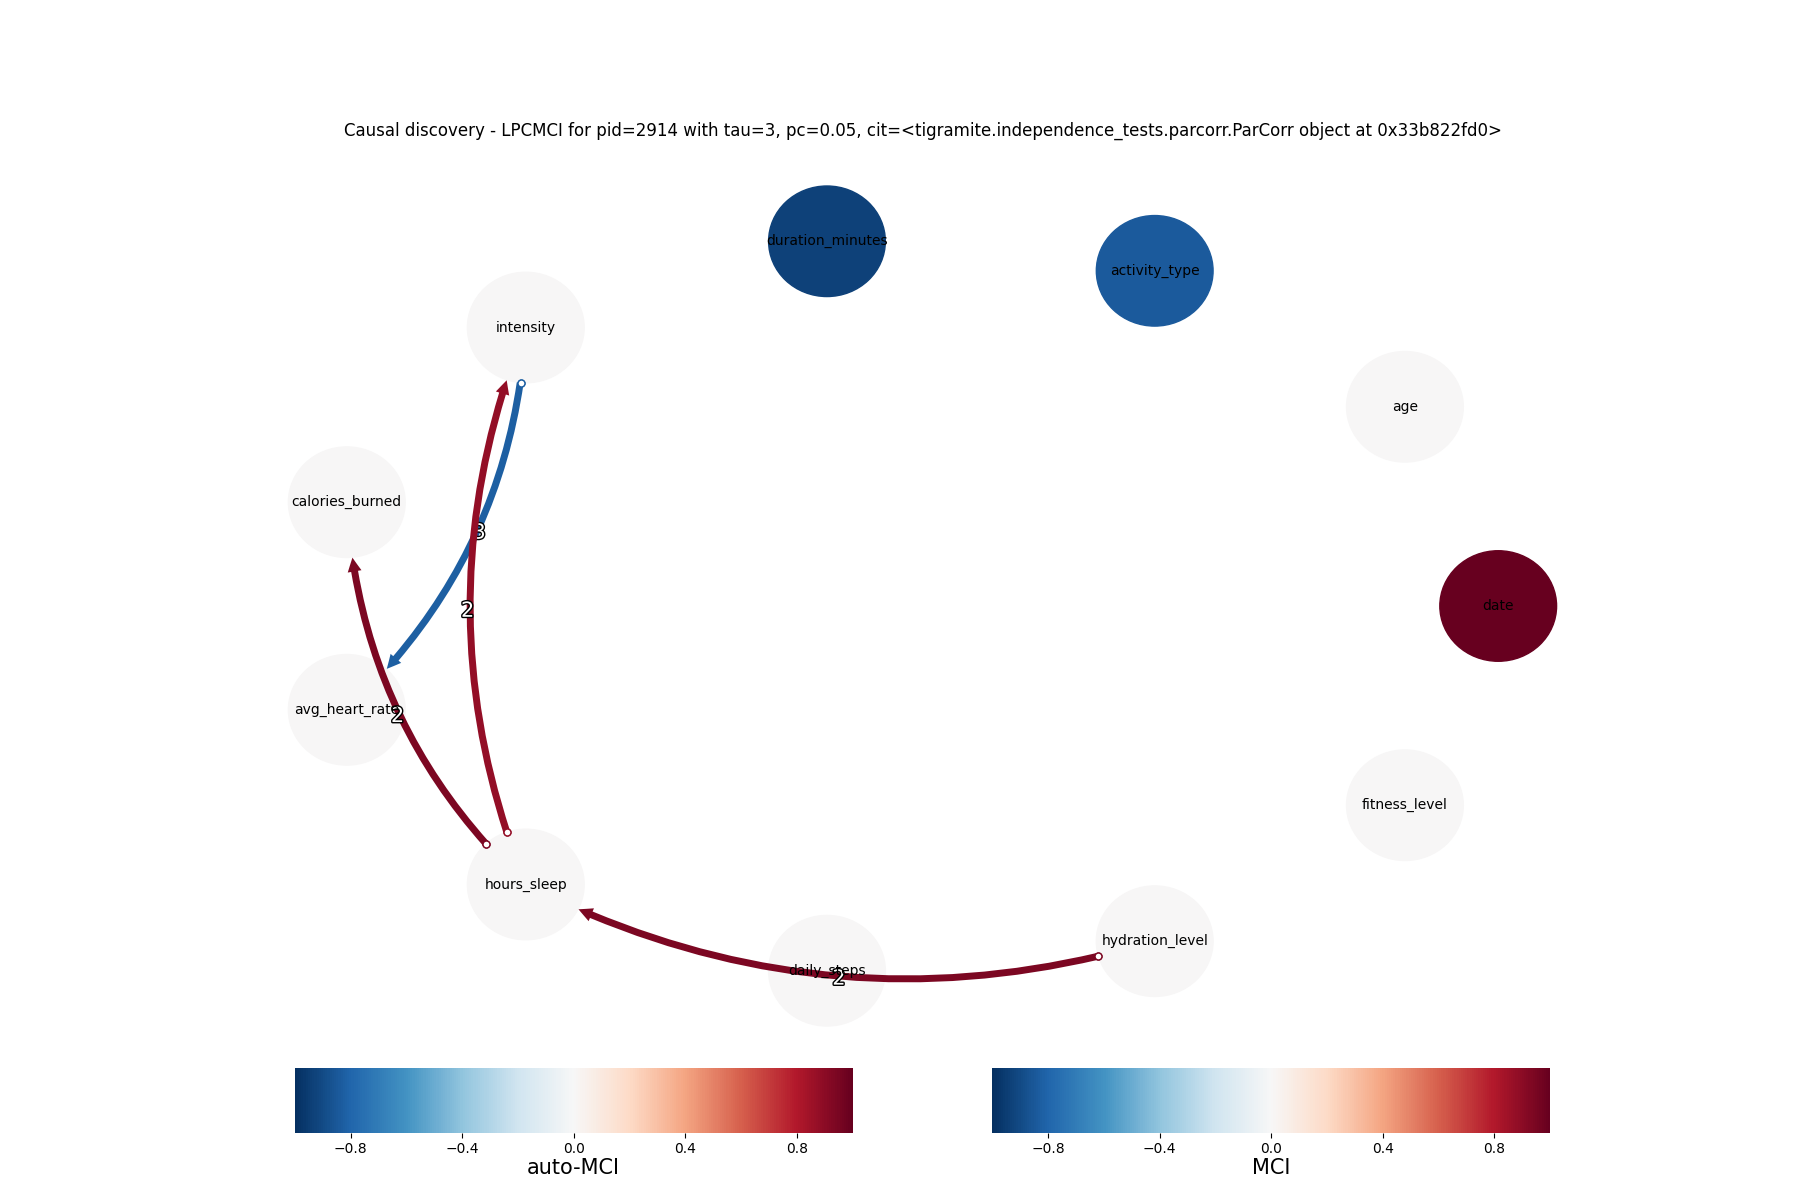 Causal discovery - LPCMCI for pid=2914 with tau=3, pc=0.05, cit=<tigramite.independence_tests.parcorr.ParCorr object at 0x33b822fd0>
duration_minutes
activity_type
intensity
age
calories_burned
3
date
2
avg_heart_rate
2
fitness_level
hours_sleep
hydration_level
daily_steps
2
−0.8 −0.4 0.0 0.4 0.8
auto-MCI
−0.8 −0.4 0.0 0.4 0.8
MCI